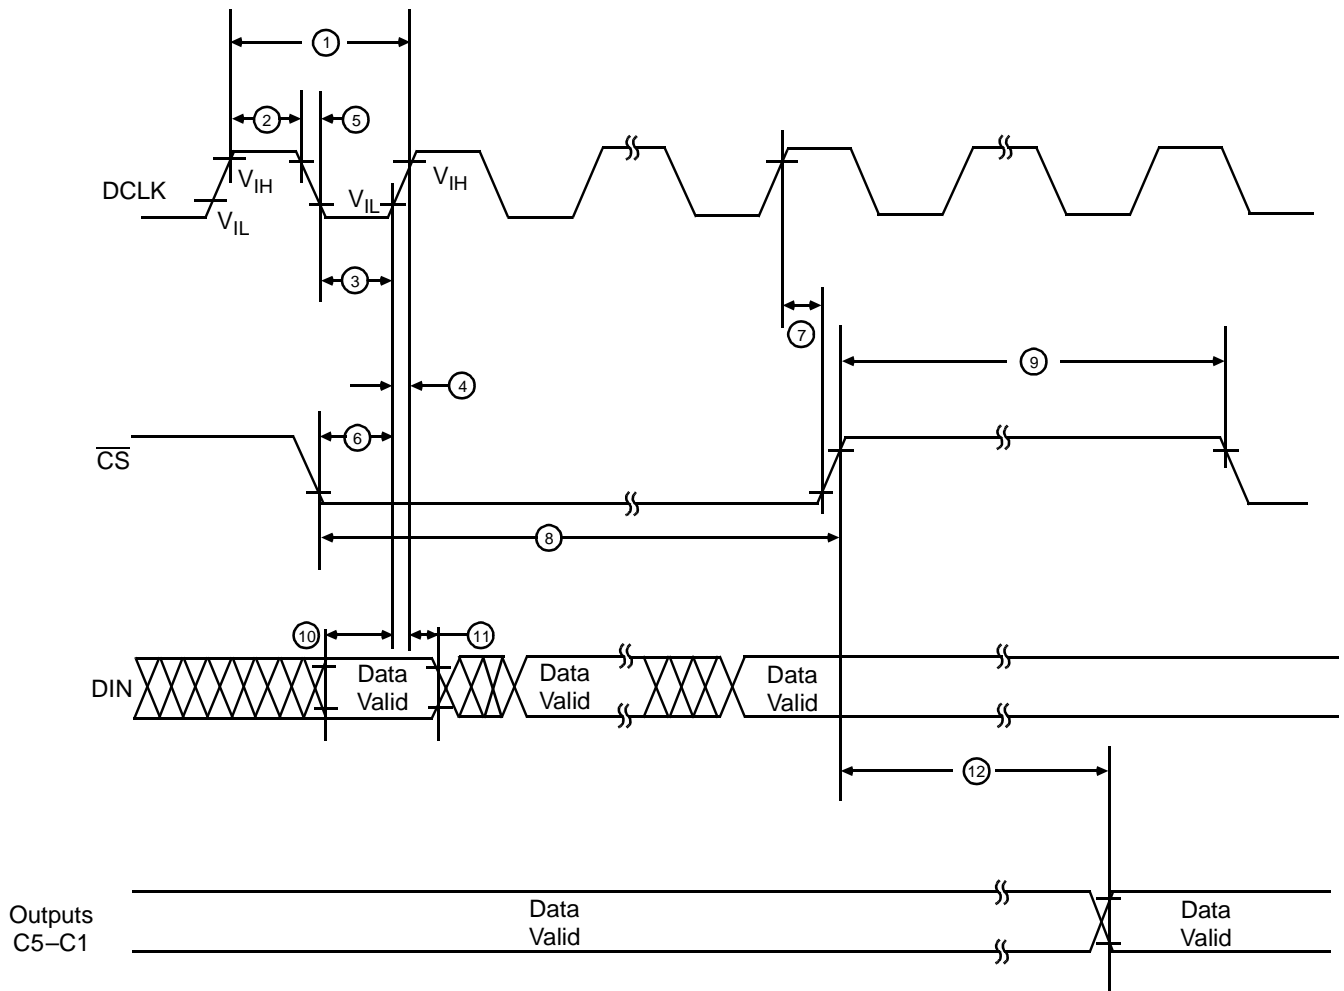 1
2
5
DCLK
VIH
VIL
VIL
VIH
3
7
4
9
CS
6
8
10
11
DIN
Data
Valid
Data
Valid
Data
Valid
12
Outputs
C5–C1
Data
Valid
Data
Valid